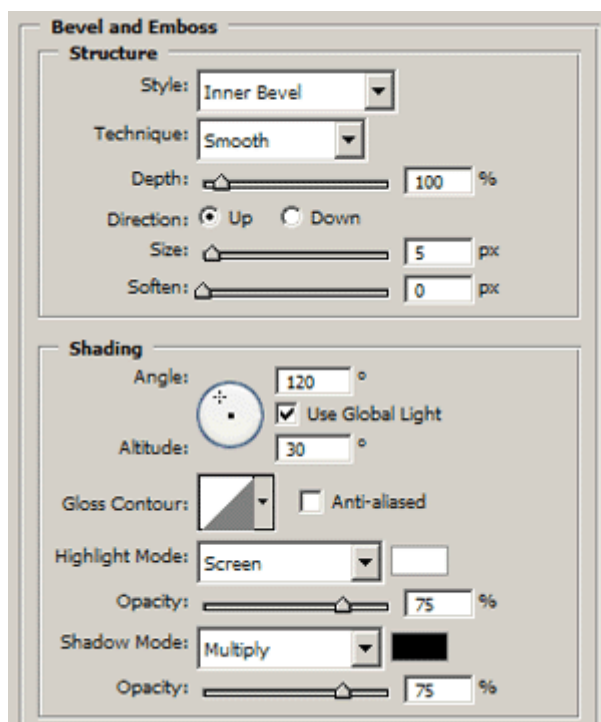 Bevel and Emboss
Structure
Style: Inner Bevel
Technique: Smooth
Depth: 100 %
Direction: Up Down
Size: 5 px
Soften: 0 px
Shading
Angle: 120 °
Use Global Light
Altitude: 30 °
Gloss Contour: Anti-aliased
Highlight Mode: Screen
Opacity: 75 %
Shadow Mode: Multiply
Opacity: 75 %